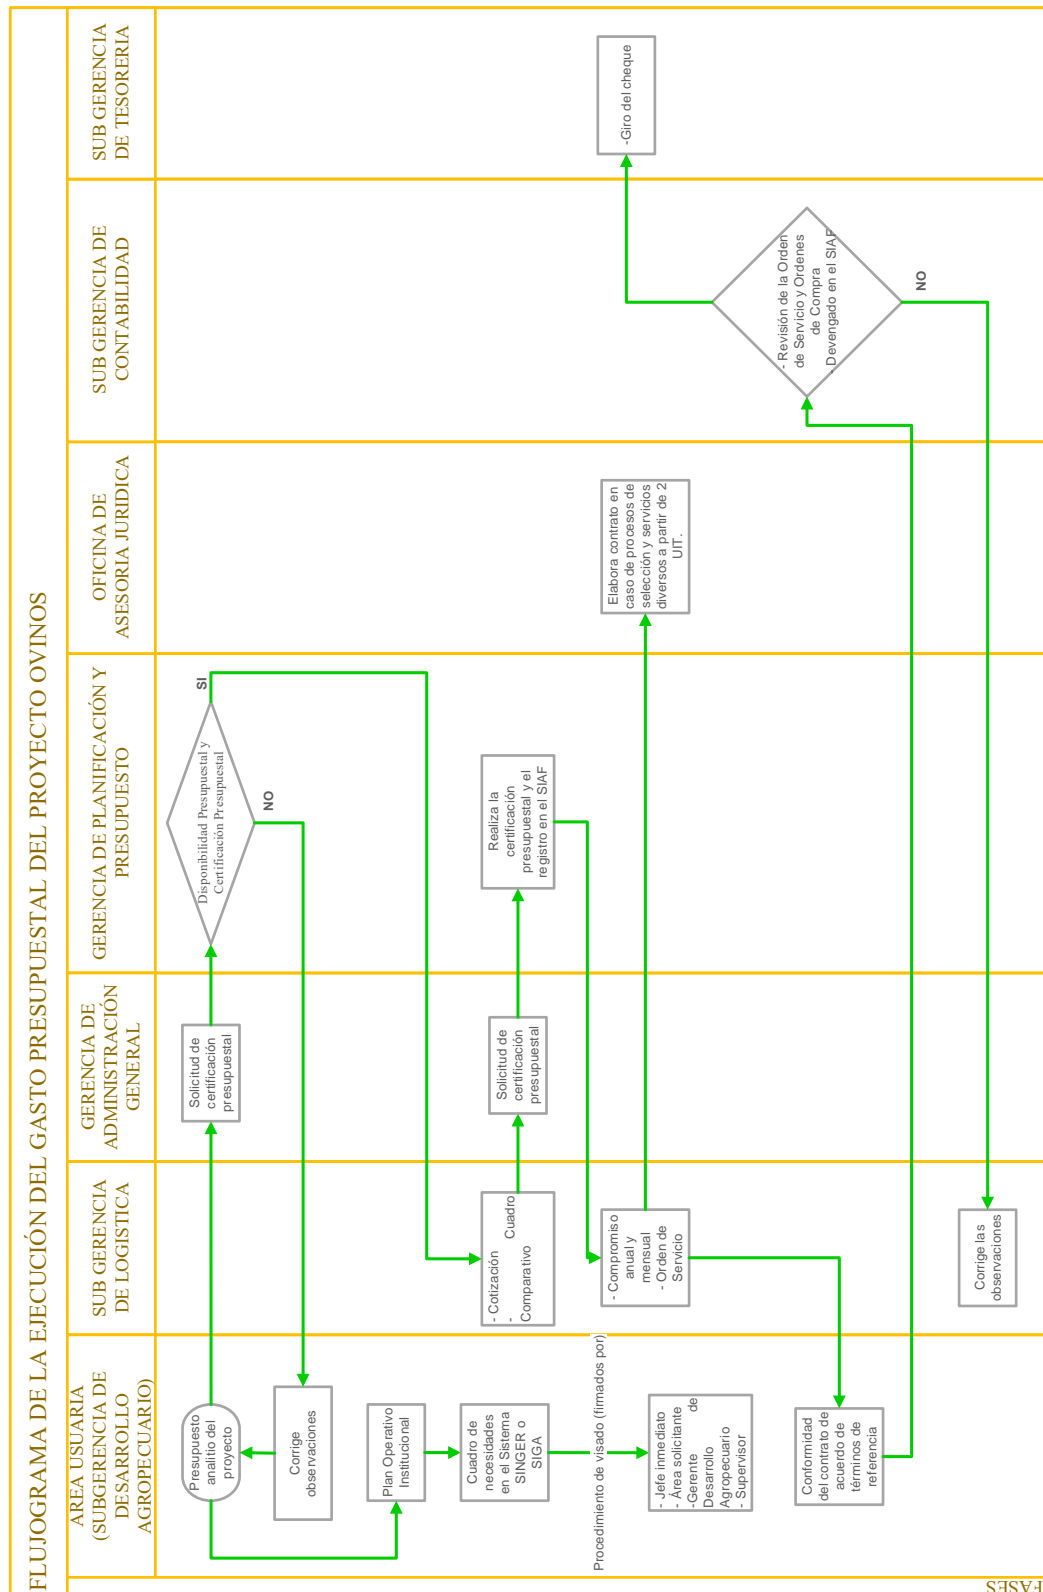 FLUJOGRAMA DE LA EJECUCIÓN DEL GASTO PRESUPUESTAL DEL PROYECTO OVINOS
AREA USUARIA
(SUBGERENCIA DE
DESARROLLO
AGROPECUARIO)
SUB GERENCIA
DE LOGISTICA
GERENCIA DE
ADMINISTRACIÓN
GENERAL
GERENCIA DE PLANIFICACIÓN Y
PRESUPUESTO
OFICINA DE
ASESORIA JURIDICA
SUB GERENCIA DE
CONTABILIDAD
SUB GERENCIA
DE TESORERIA
Presupuesto
analitio del
proyecto
Solicitud de
certificación
presupuestal
Disponibilidad Presupuestal y
Certificación Presupuestal
SI
NO
Corrige
observaciones
Plan Operativo
Institucional
Cuadro de
necesidades
en el Sistema
SINGER o
SIGA
- Cotización
- Cuadro
Comparativo
Solicitud de
certificación
presupuestal
Realiza la
certificación
presupuestal y el
registro en el SIAF
Procedimiento de visado (firmados por)
- Jefe inmediato
- Área solicitante
-Gerente de
Desarrollo
Agropecuario
- Supervisor
- Compromiso
anual y
mensual
- Orden de
Servicio
Elabora contrato en
caso de procesos de
selección y servicios
diversos a partir de 2
UIT.
-Giro del cheque
Conformidad
del contrato de
acuerdo de
términos de
referencia
- Revisión de la Orden
de Servicio y Ordenes
de Compra
- Devengado en el SIAF
NO
Corrige las
observaciones
FASES